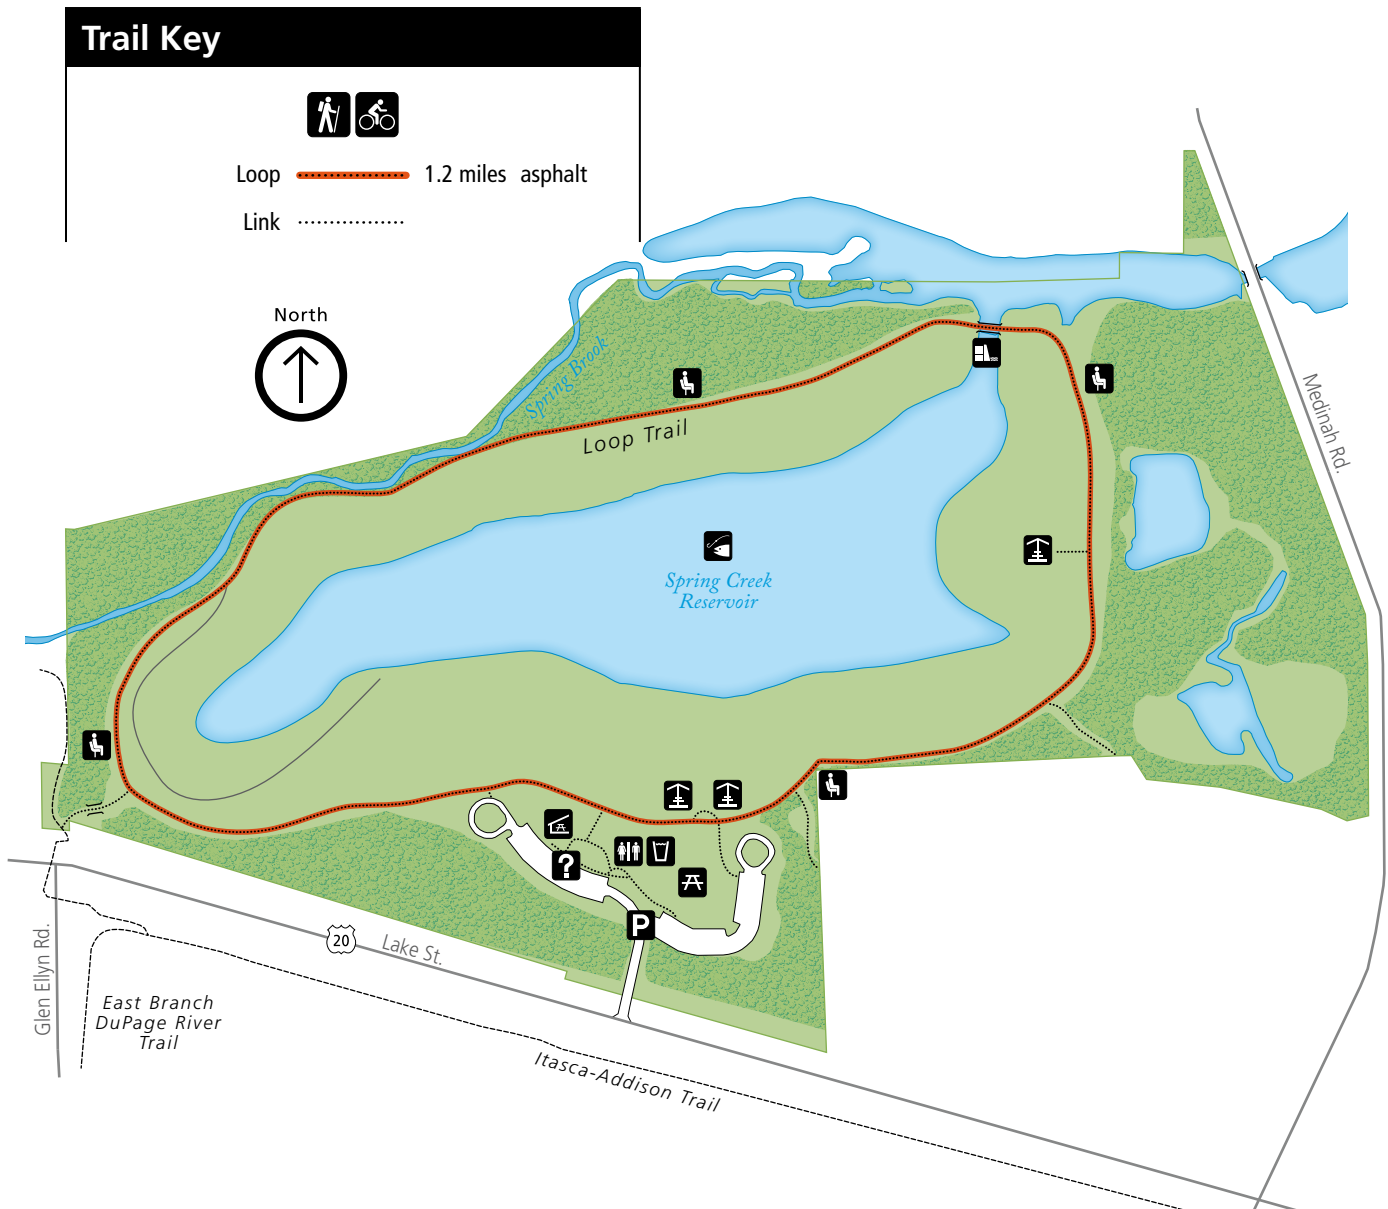 Trail Key
Loop 1.2 miles asphalt
Link
North
Spring Brook
Loop Trail
Medinah Rd.
Spring Creek
Reservoir
?
P
20
Lake St.
Glen Ellyn Rd.
East Branch
DuPage River
Trail
Itasca-Addison Trail